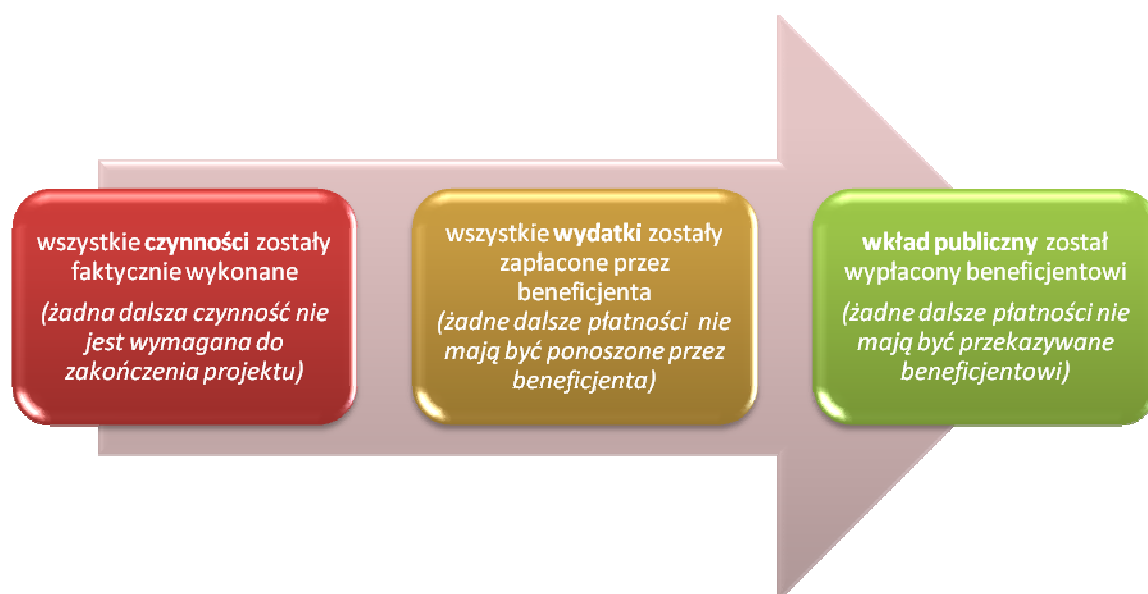 wszystkie czynności zostały
faktycznie wykonane
(żadna dalsza czynność nie
jest wymagana do
zakończenia projektu)
wszystkie wydatki zostały
zapłacone przez
beneficjenta
(żadne dalsze płatności nie
mają być ponoszone przez
beneficjenta)
wkład publiczny został
wypłacony beneficjentowi
(żadne dalsze płatności nie
mają być przekazywane
beneficjentowi)